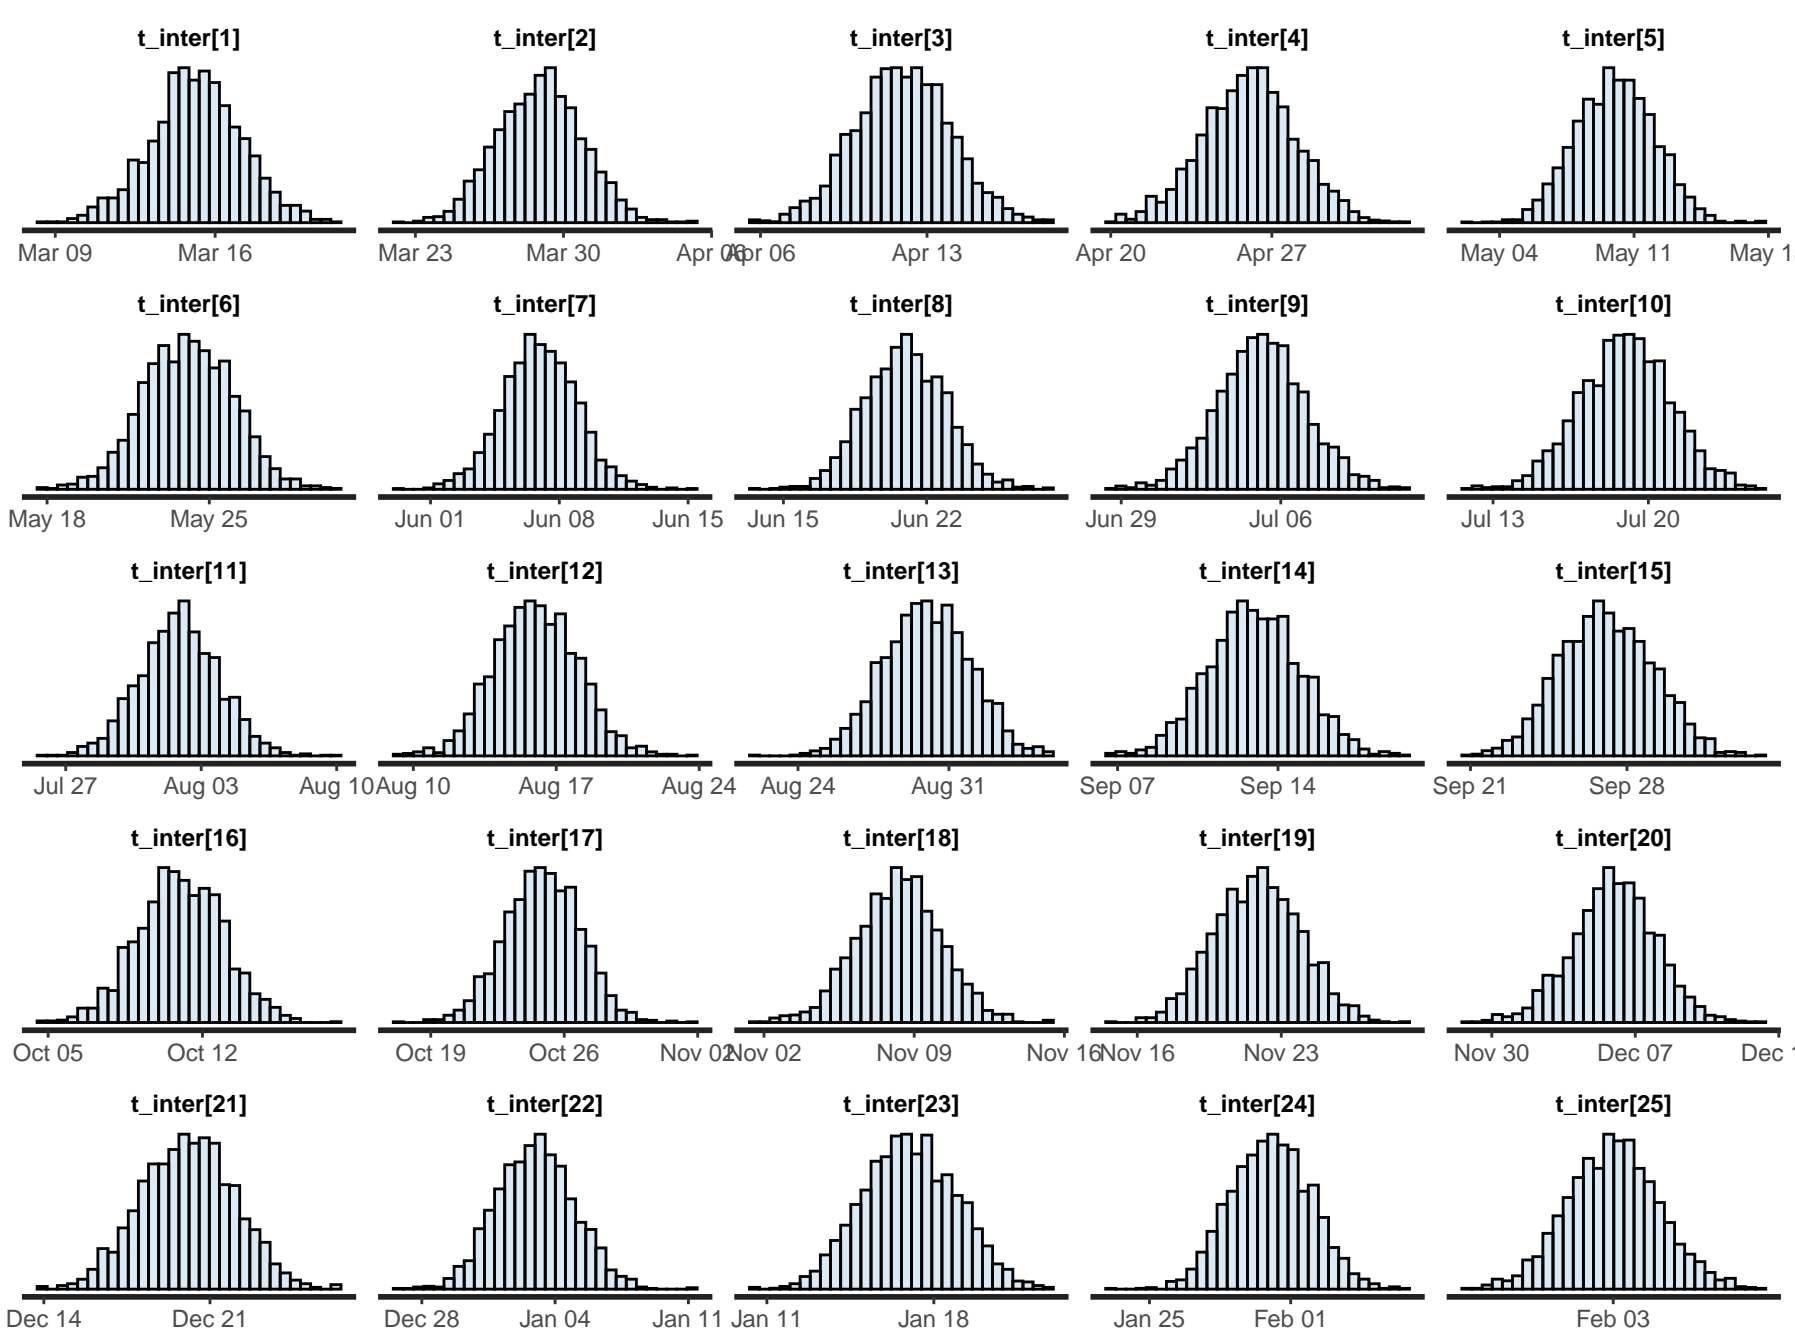 t_inter[1] t_inter[2] t_inter[3] t_inter[4] t_inter[5]
Mar 09 Mar 16 Mar 23 Mar 30 Apr 06 Apr 06 Apr 13 Apr 20 Apr 27 May 04 May 11 May 1
t_inter[6] t_inter[7] t_inter[8] t_inter[9] t_inter[10]
May 18 May 25 Jun 01 Jun 08 Jun 15 Jun 15 Jun 22 Jun 29 Jul 06 Jul 13 Jul 20
t_inter[11] t_inter[12] t_inter[13] t_inter[14] t_inter[15]
Jul 27 Aug 03 Aug 10 Aug 10 Aug 17 Aug 24 Aug 24 Aug 31 Sep 07 Sep 14 Sep 21 Sep 28
t_inter[16] t_inter[17] t_inter[18] t_inter[19] t_inter[20]
Oct 05 Oct 12 Oct 19 Oct 26 Nov 02 Nov 02 Nov 09 Nov 16 Nov 16 Nov 23 Nov 30 Dec 07 Dec 1
t_inter[21] t_inter[22] t_inter[23] t_inter[24] t_inter[25]
Dec 14 Dec 21 Dec 28 Jan 04 Jan 11 Jan 11 Jan 18 Jan 25 Feb 01 Feb 03